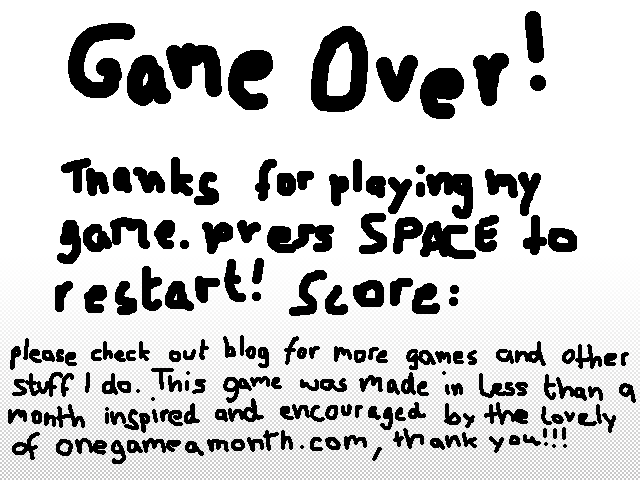 Game Over!
Thanks for playing my
game. press SPACE to
restart! Score:
please check out blog for more games and other
stuff I do. This game was made in less than a
month inspired and encouraged by the lovely
of onegameamonth.com, thank you!!!